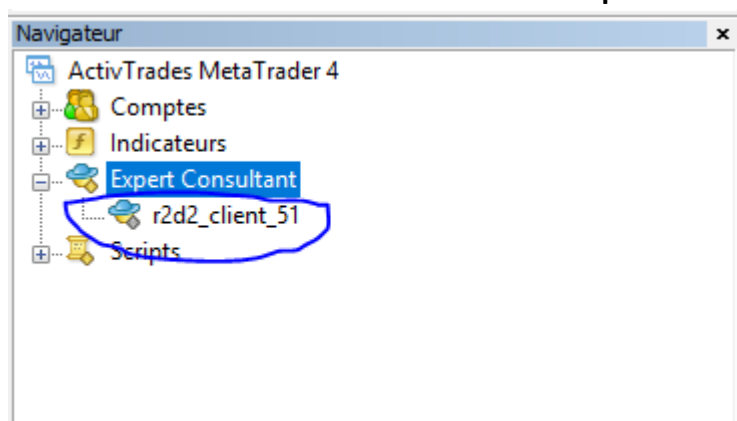 Navigateur
ActivTrades MetaTrader 4
Comptes
Indicateurs
Expert Consultant
r2d2_client_51
Scripts